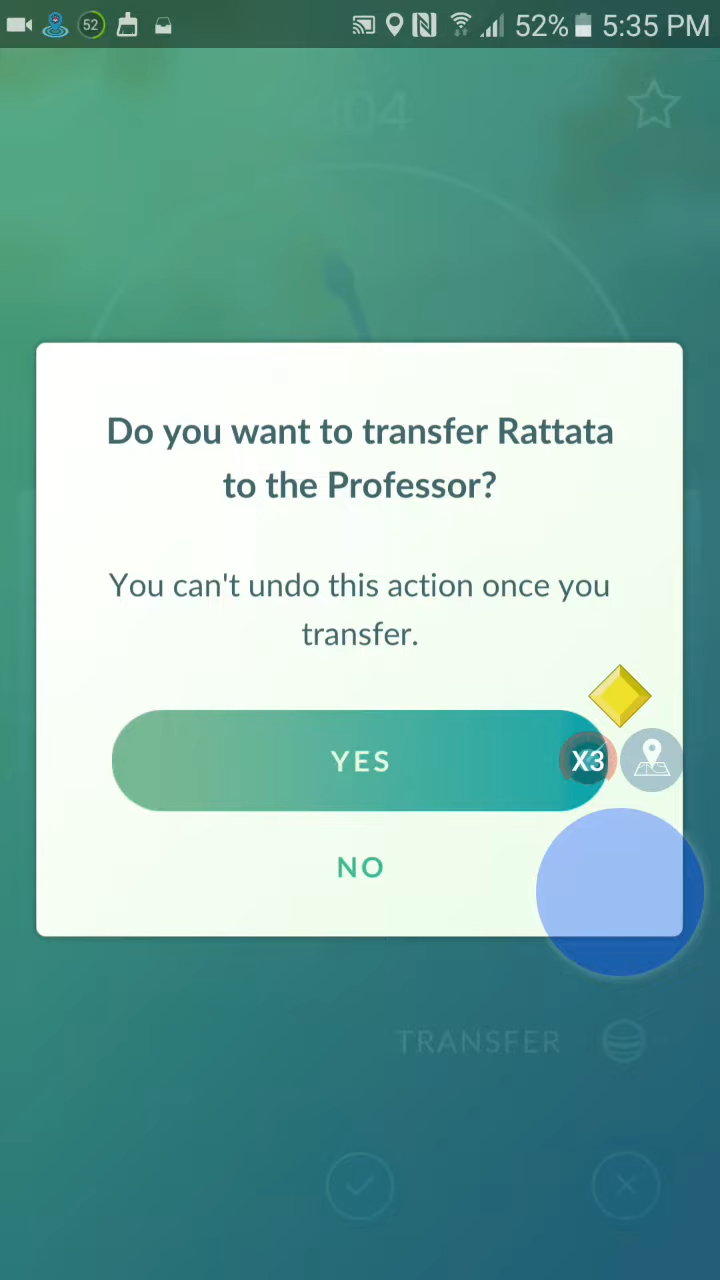 52 52% 5:35 PM
Do you want to transfer Rattata
to the Professor?
You can't undo this action once you
transfer.
YES
X3
NO
TRANSFER